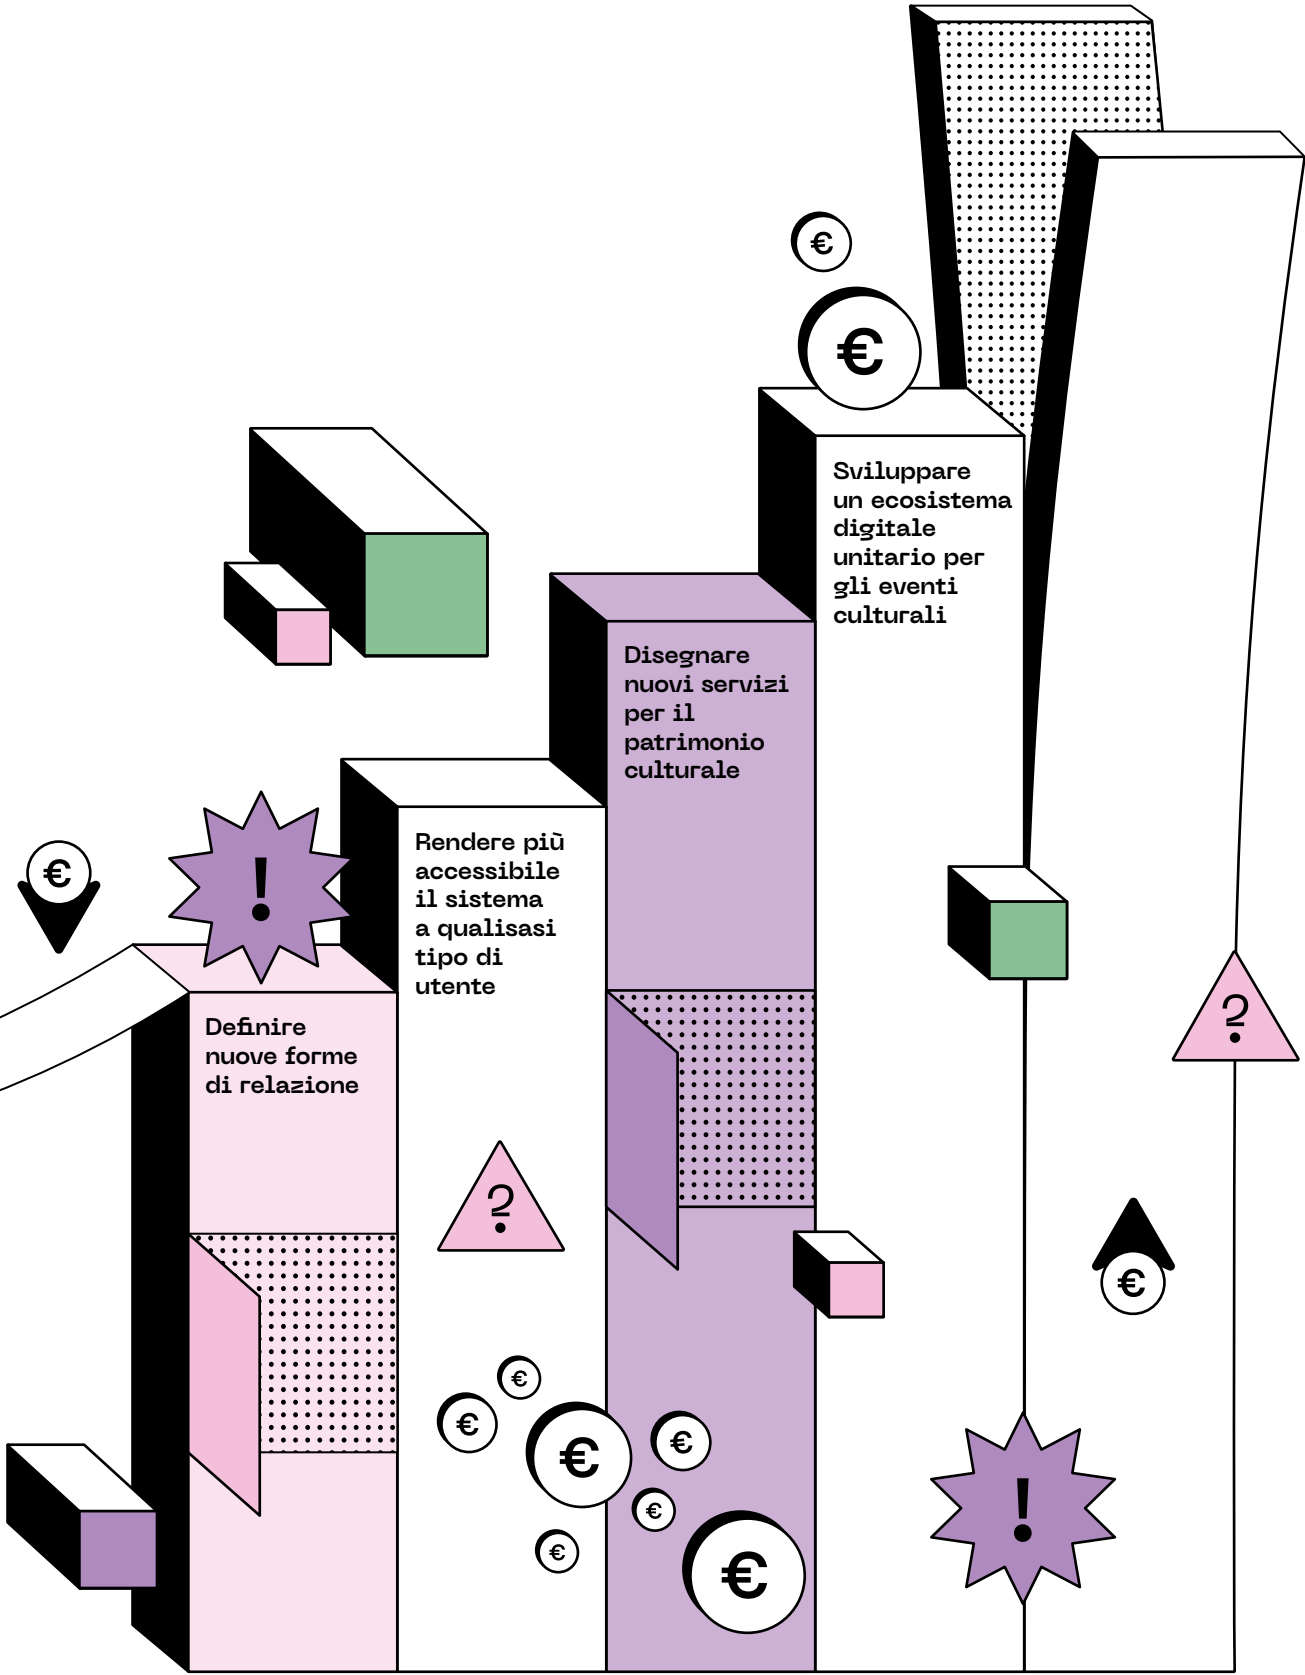 €
€
Sviluppare
un ecosistema
digitale
unitario per
gli eventi
culturali
Disegnare
nuovi servizi
per il
patrimonio
culturale
Rendere più
accessibile
il sistema
a qualisasi
tipo di
utente
!
€
Definire
nuove forme
di relazione
?
?
€
€
€
€
€
€
€
€
!